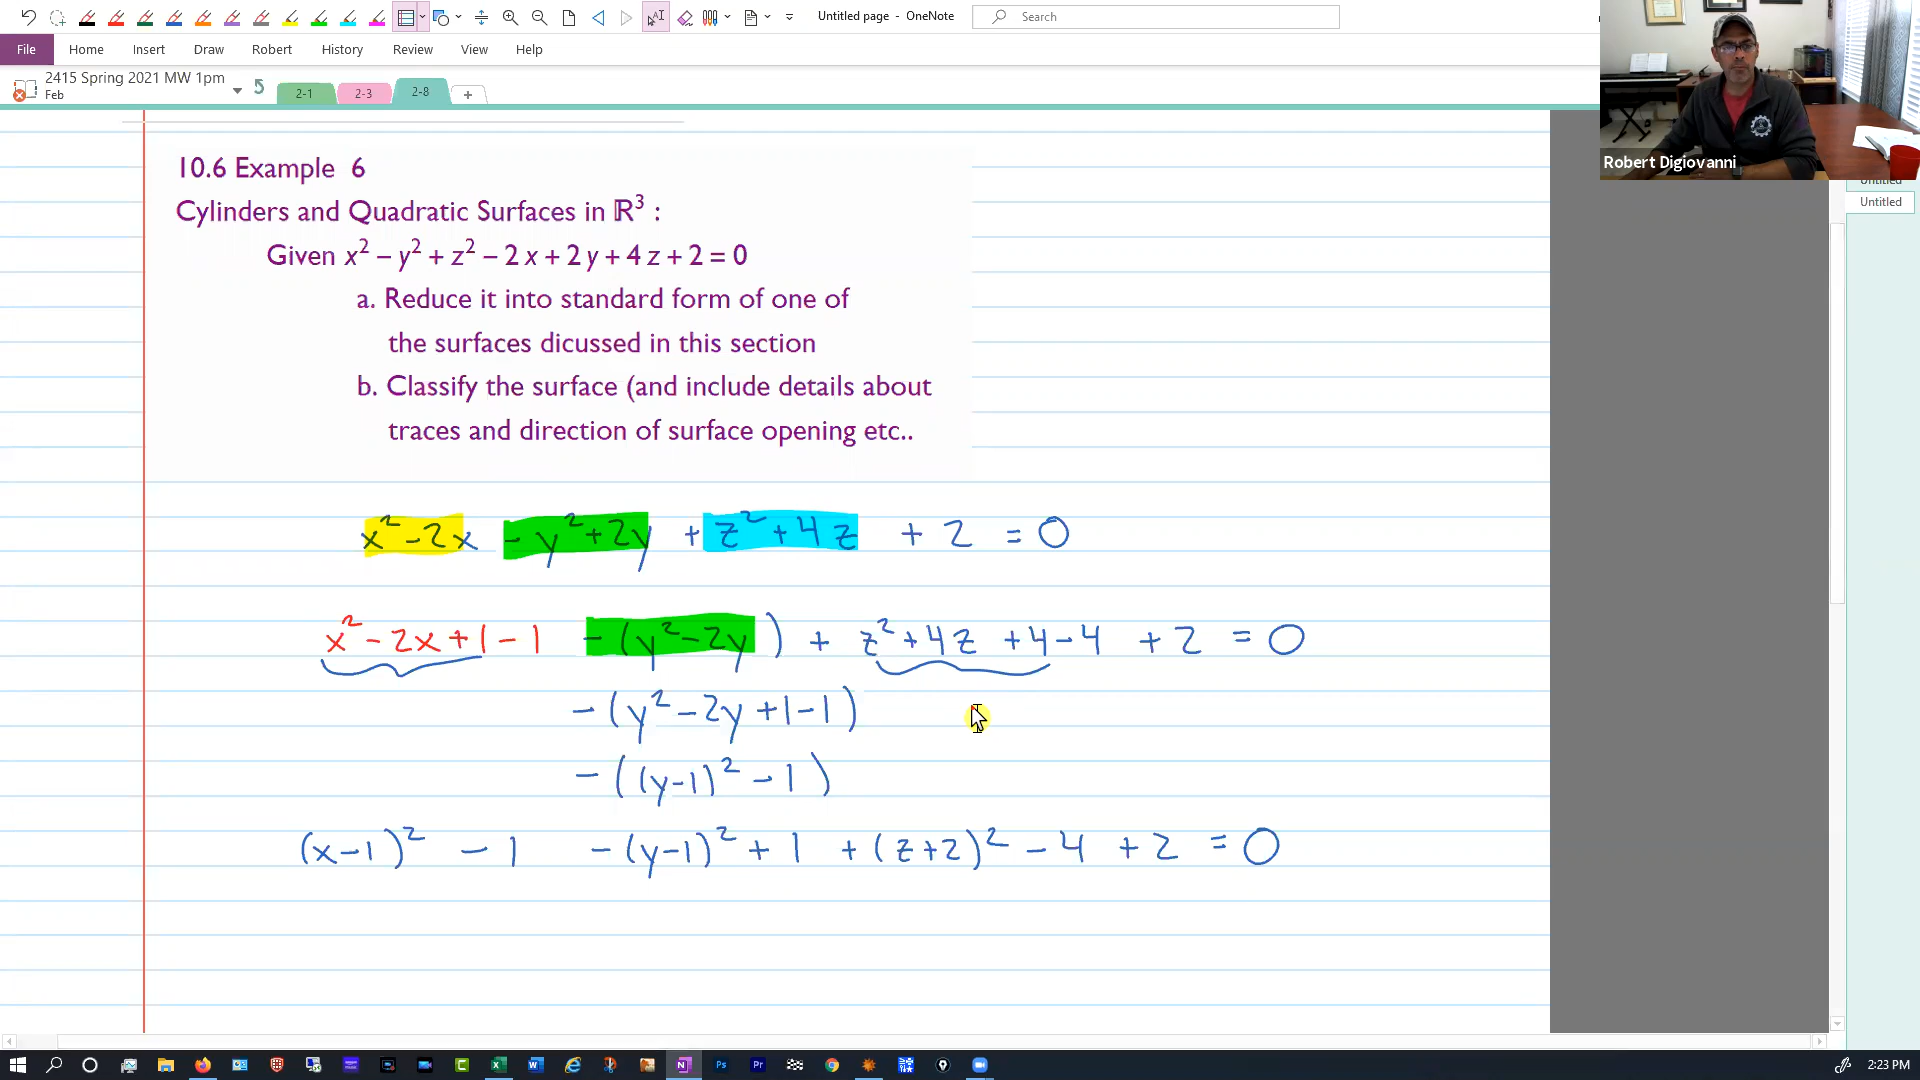 Untitled page - OneNote
Search
File Home Insert Draw Robert History Review View Help
2415 Spring 2021 MW 1pm
Feb
2-1 2-3 2-8 +
Robert Digiovanni
Untitled
Untitled
10.6 Example 6
Cylinders and Quadratic Surfaces in ℝ³ :
Given x² − y² + z² − 2 x + 2 y + 4 z + 2 = 0
a. Reduce it into standard form of one of
the surfaces dicussed in this section
b. Classify the surface (and include details about
traces and direction of surface opening etc..
x² − 2x − y² + 2y + z² + 4z + 2 = 0
x² − 2x + 1 − 1 − (y² − 2y ) + z² + 4z + 4 − 4 + 2 = 0
− (y² − 2y + 1 − 1)
− ((y−1)² − 1)
(x−1)² − 1 − (y−1)² + 1 + (z+2)² − 4 + 2 = 0
2:23 PM